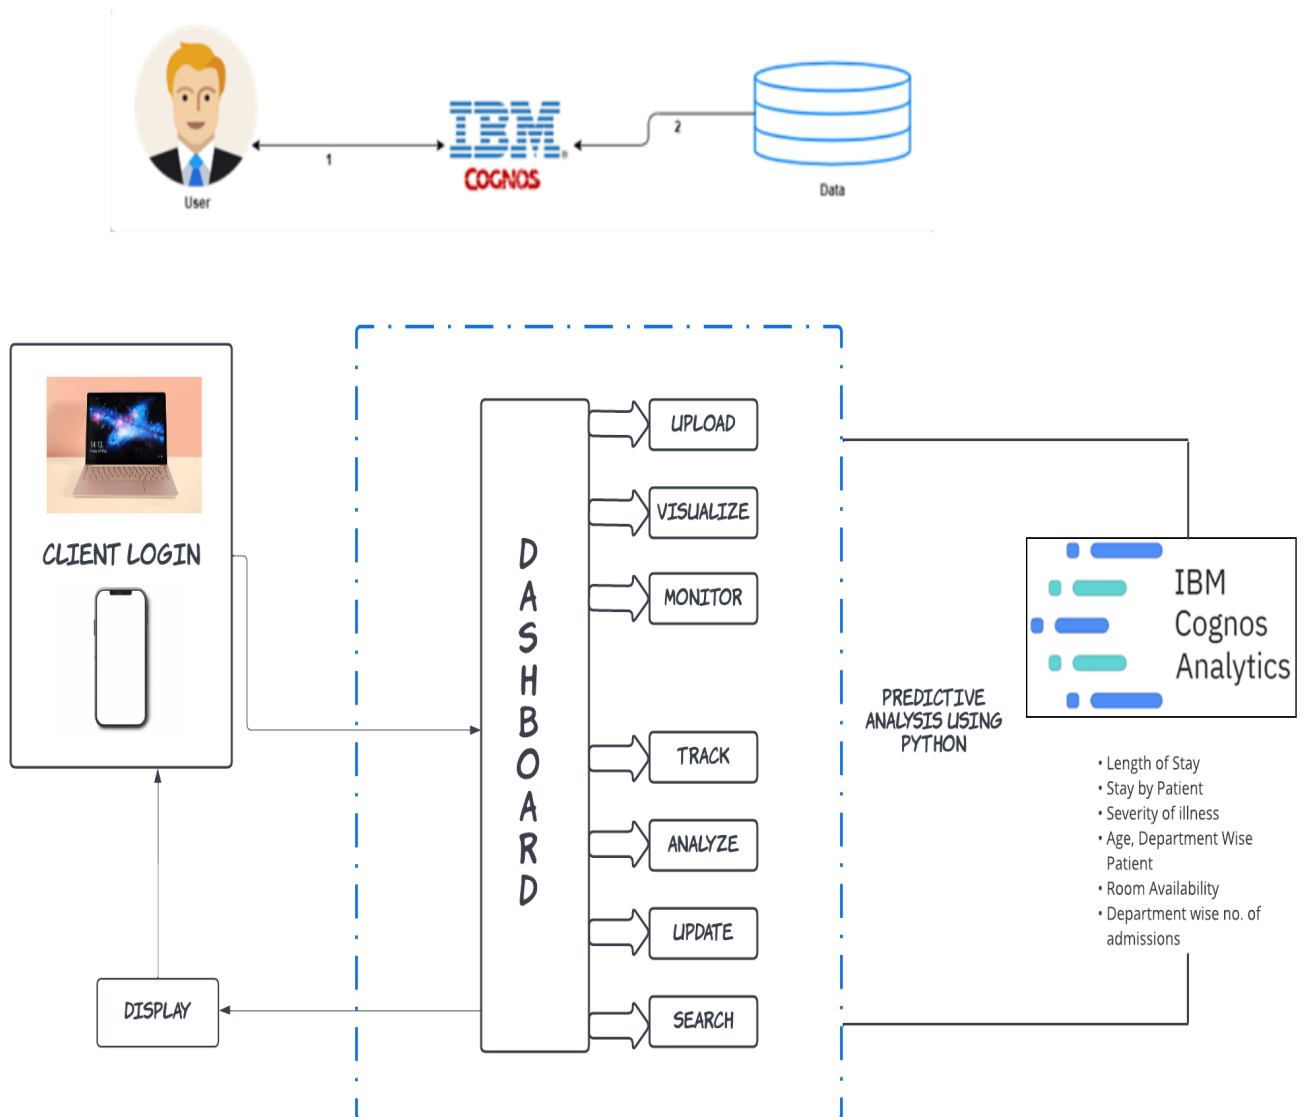 1
2
IBM
COGNOS
User
Data
CLIENT LOGIN
DASHBOARD
UPLOAD
VISUALIZE
MONITOR
TRACK
ANALYZE
UPDATE
SEARCH
DISPLAY
PREDICTIVE
ANALYSIS USING
PYTHON
IBM
Cognos
Analytics
• Length of Stay
• Stay by Patient
• Severity of illness
• Age, Department Wise
Patient
• Room Availability
• Department wise no. of
admissions